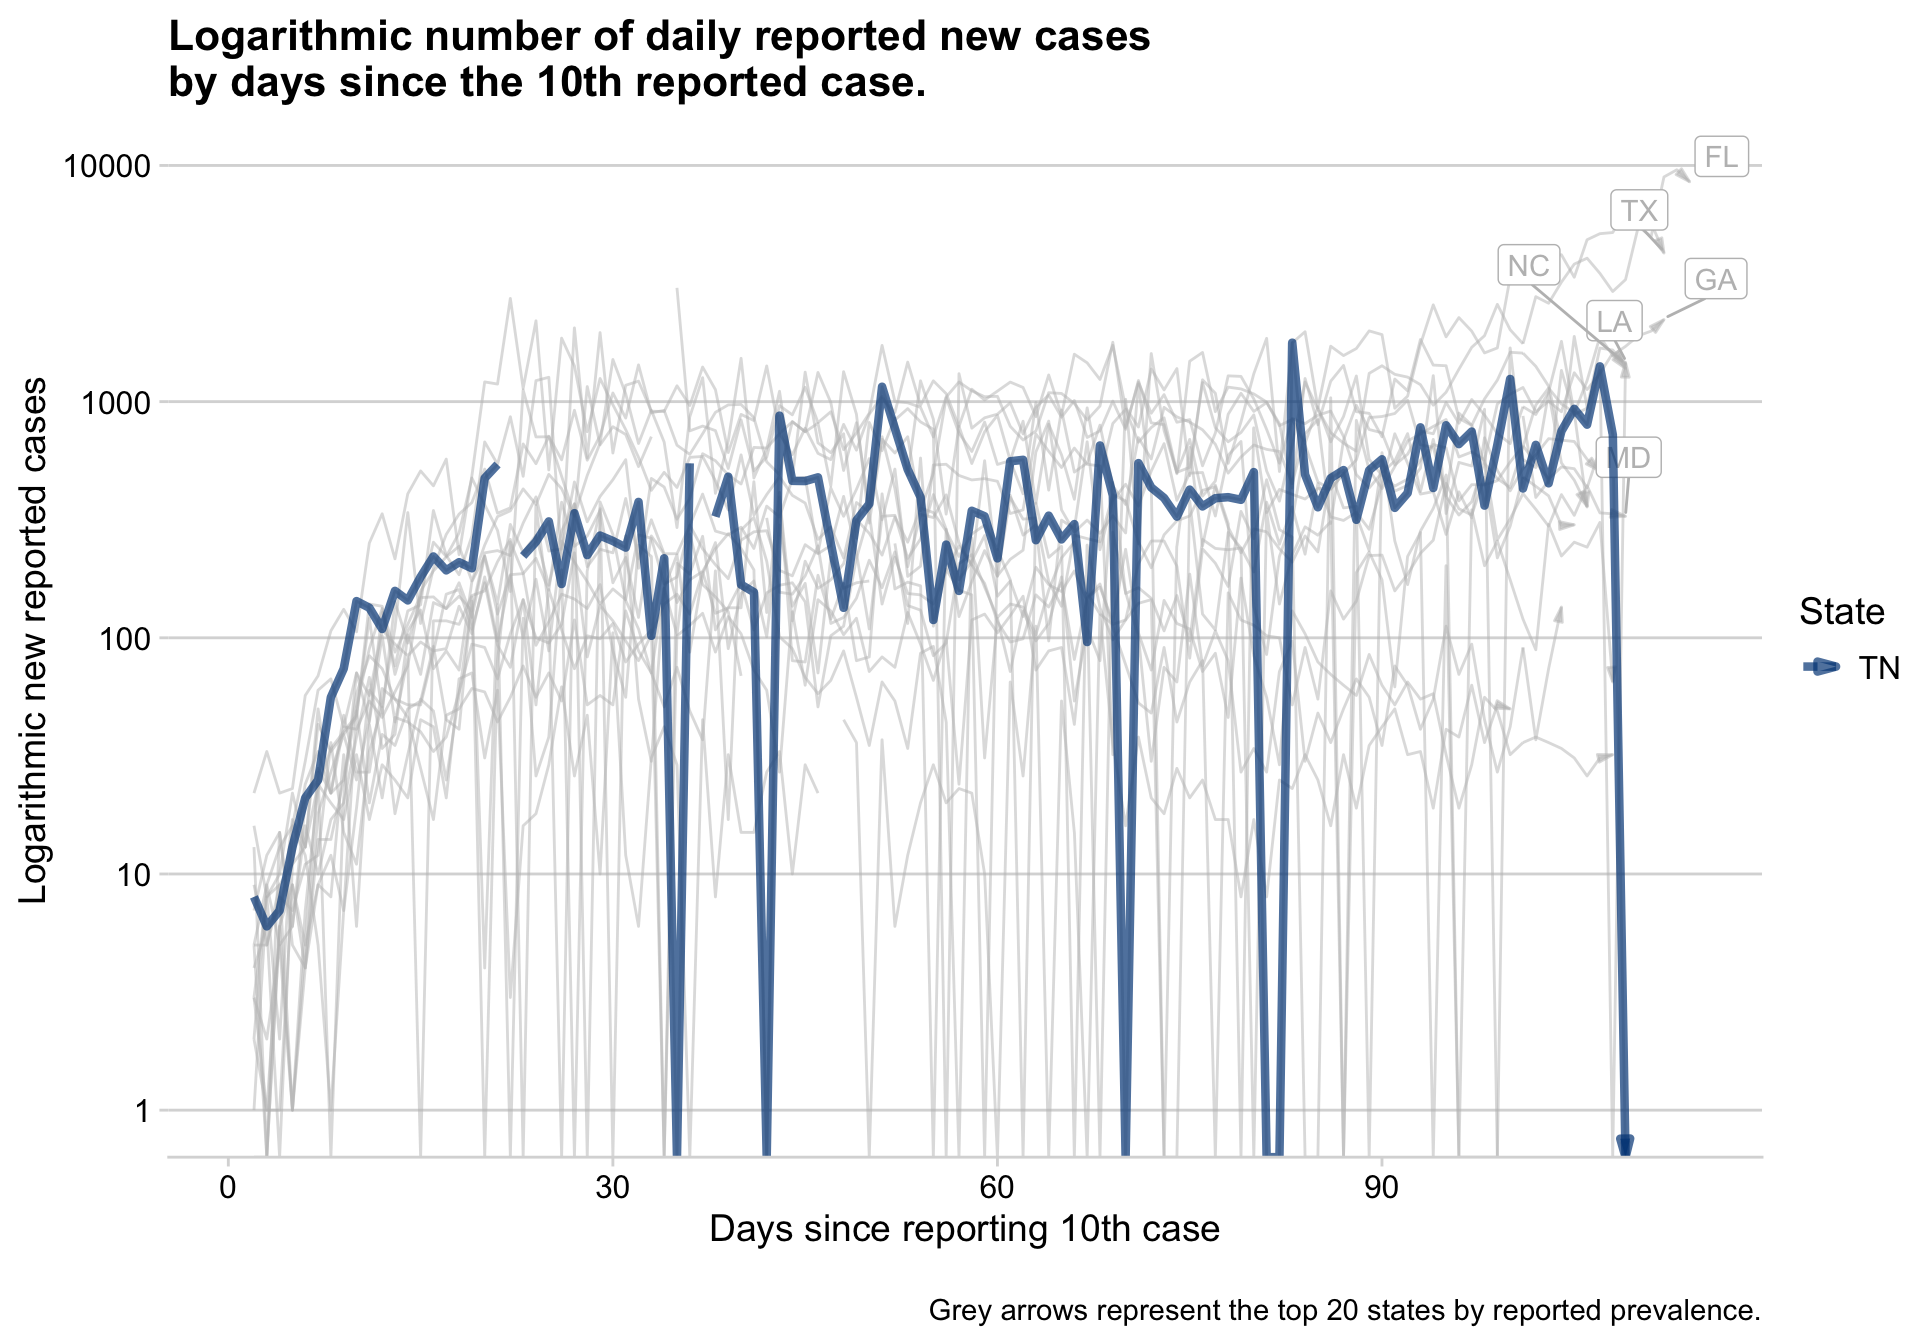 Logarithmic number of daily reported new cases
by days since the 10th reported case.
Logarithmic new reported cases
10000
1000
100
10
1
FL
TX
NC
GA
LA
MD
State
TN
0
30
60
90
Days since reporting 10th case
Grey arrows represent the top 20 states by reported prevalence.